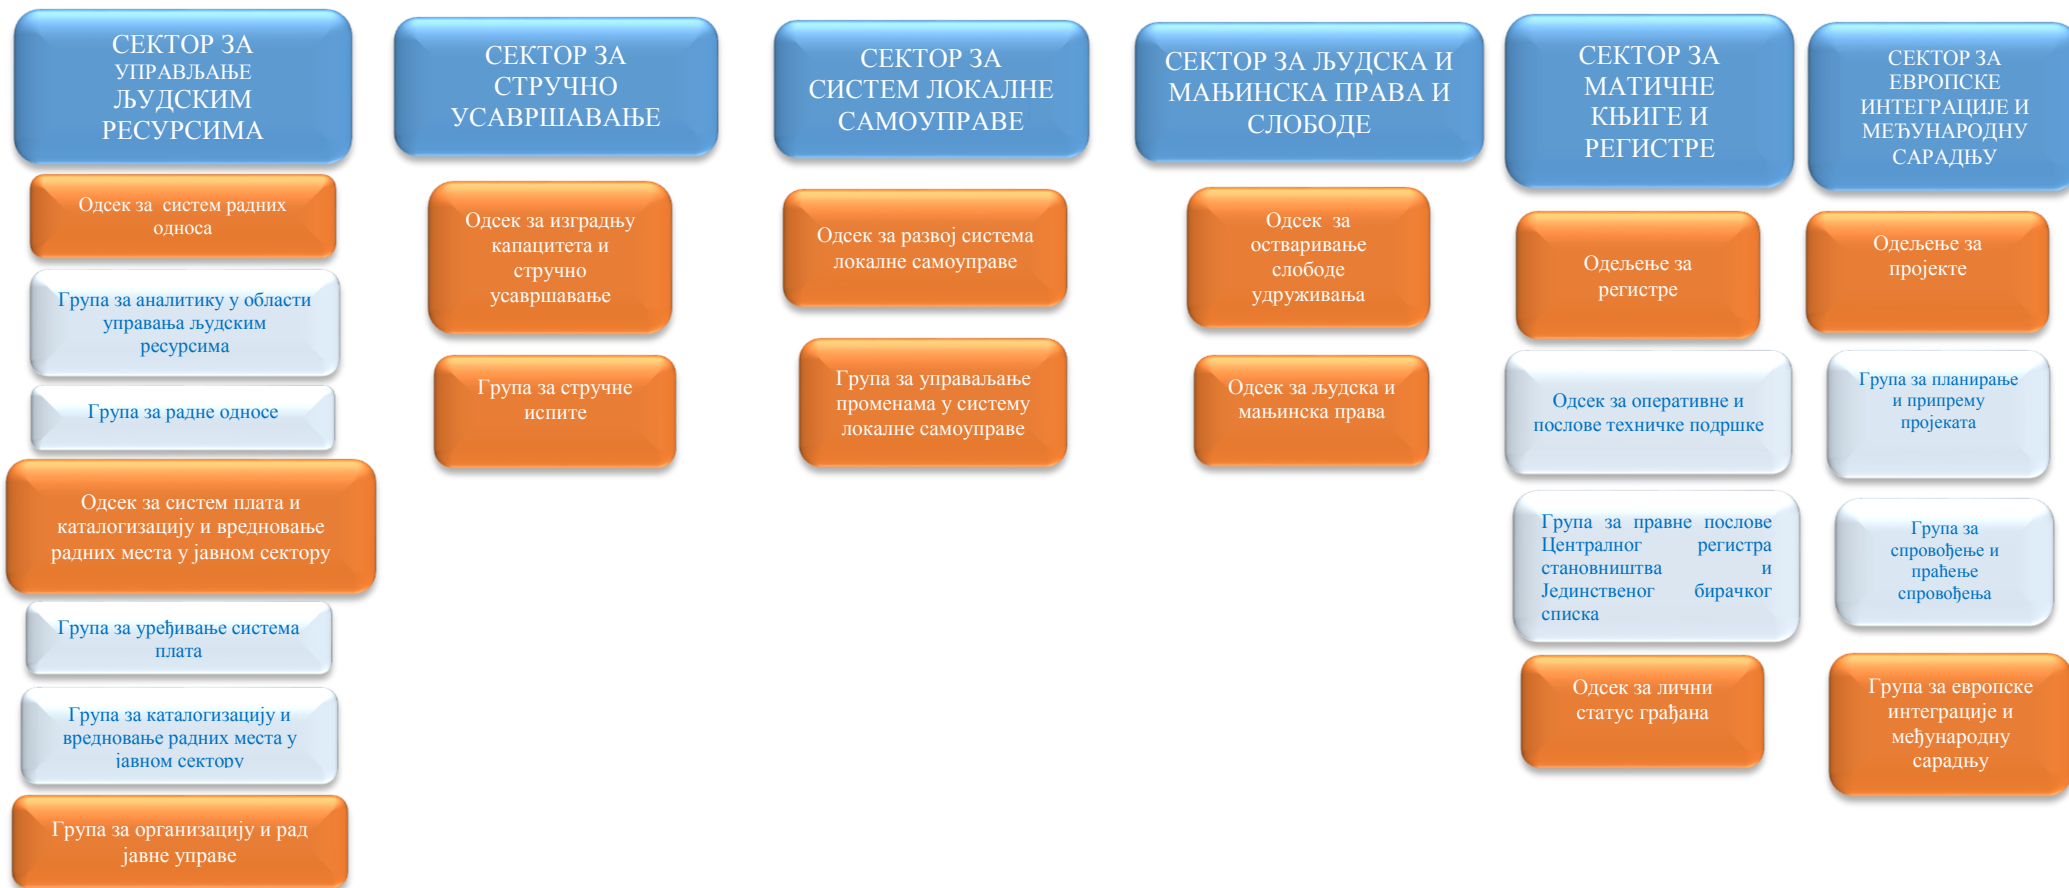 СЕКТОР ЗА
УПРАВЉАЊЕ
ЉУДСКИМ
РЕСУРСИМА
Одсек за систем радних
односа
Група за аналитику у области
управања људским
ресурсима
Група за радне односе
Одсек за систем плата и
каталогизацију и вредновање
радних места у јавном сектору
Група за уређивање система
плата
Група за каталогизацију и
вредновање радних места у
јавном сектору
Група за организацију и рад
јавне управе
СЕКТОР ЗА
СТРУЧНО
УСАВРШАВАЊЕ
Одсек за изградњу
капацитета и
стручно
усавршавање
Група за стручне
испите
СЕКТОР ЗА
СИСТЕМ ЛОКАЛНЕ
САМОУПРАВЕ
Одсек за развој система
локалне самоуправе
Група за управаљање
променама у систему
локалне самоуправе
СЕКТОР ЗА ЉУДСКА И
МАЊИНСКА ПРАВА И
СЛОБОДЕ
Одсек за
остваривање
слободе
удруживања
Одсек за људска и
мањинска права
СЕКТОР ЗА
МАТИЧНЕ
КЊИГЕ И
РЕГИСТРЕ
Одељење за
регистре
Одсек за оперативне и
послове техничке подршке
Група за правне послове
Централног регистра
становништва и
Јединственог бирачког
списка
Одсек за лични
статус грађана
СЕКТОР ЗА
ЕВРОПСКЕ
ИНТЕГРАЦИЈЕ И
МЕЂУНАРОДНУ
САРАДЊУ
Одељење за
пројекте
Група за планирање
и припрему
пројеката
Група за
спровођење и
праћење
спровођења
Група за европске
интеграције и
међународну
сарадњу